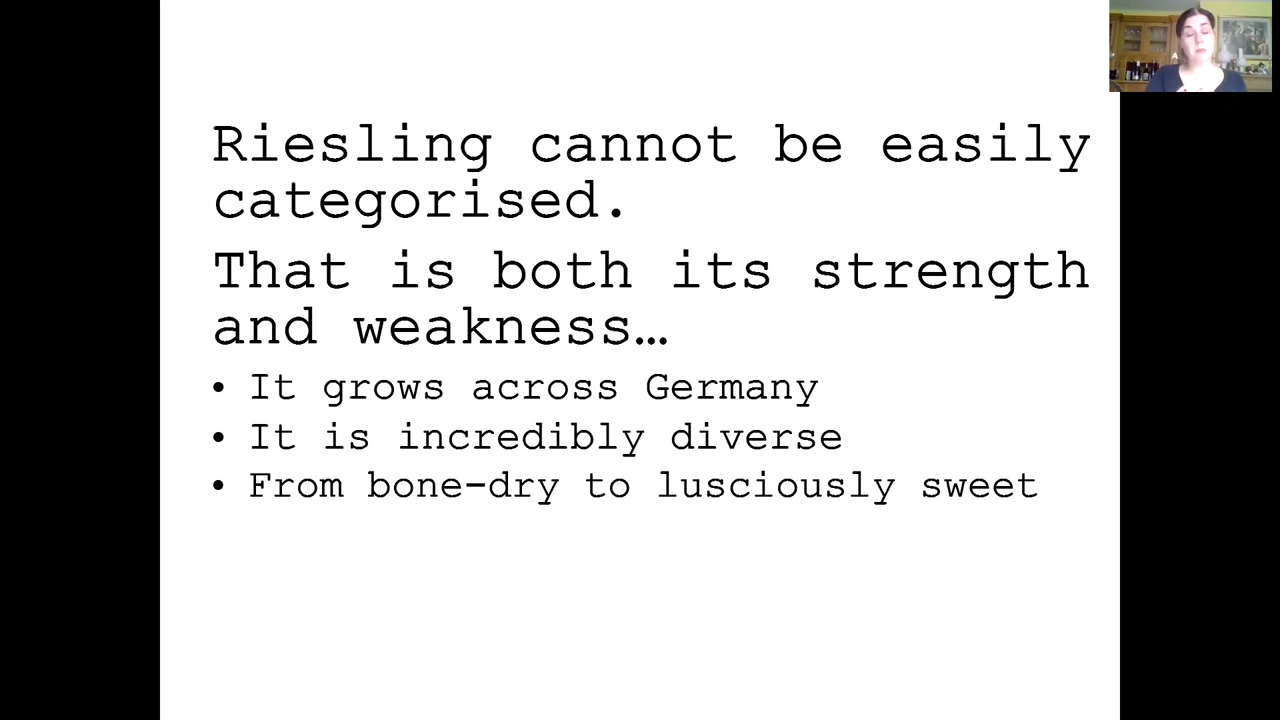 Riesling cannot be easily
categorised.
That is both its strength
and weakness…
• It grows across Germany
• It is incredibly diverse
• From bone-dry to lusciously sweet